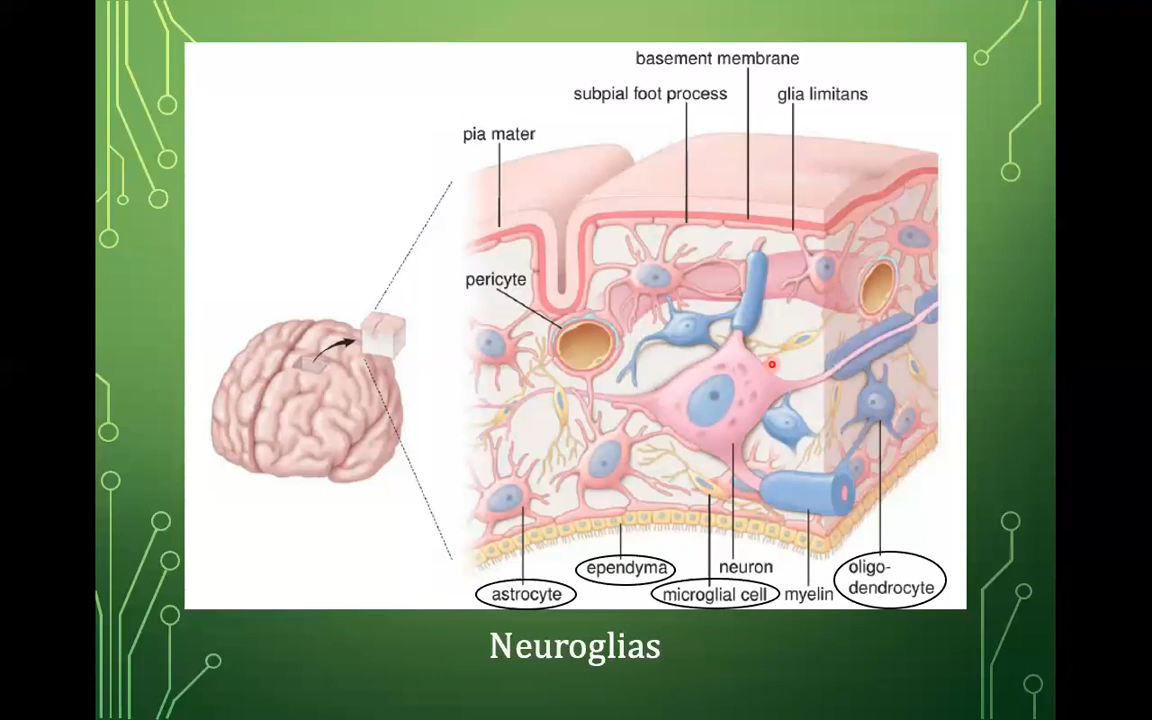 basement membrane
subpial foot process
glia limitans
pia mater
pericyte
ependyma
neuron
oligo-
dendrocyte
astrocyte
microglial cell
myelin
Neuroglias